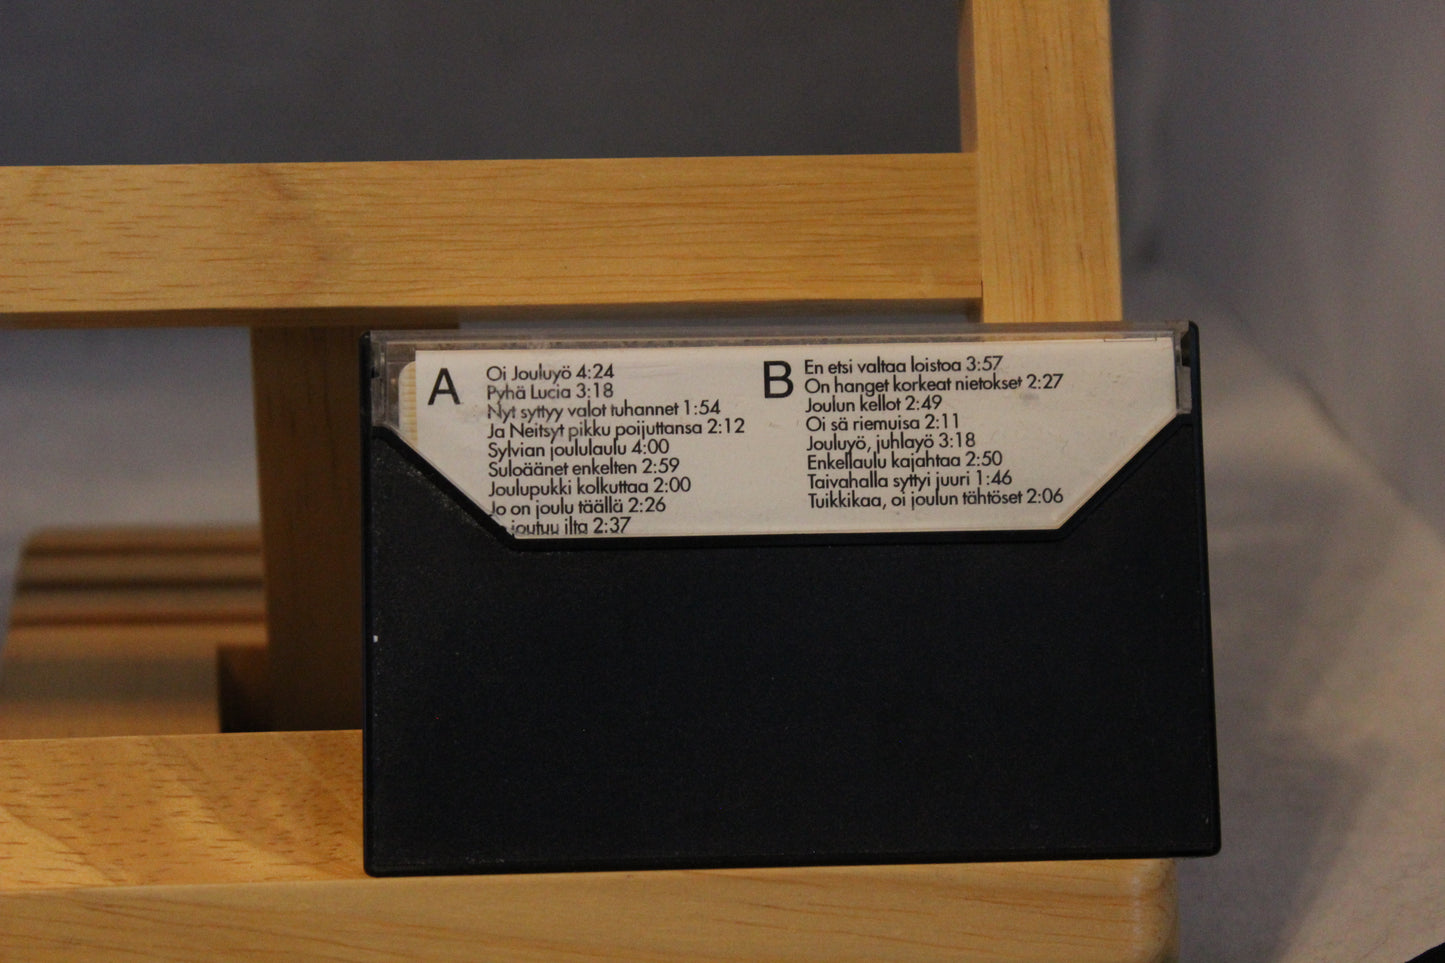 A
Oi Jouluyö 4:24
Pyhä Lucia 3:18
Nyt syttyy valot tuhannet 1:54
Ja Neitsyt pikku poijuttansa 2:12
Sylvian joululaulu 4:00
Suloäänet enkelten 2:59
Joulupukki kolkuttaa 2:00
Jo on joulu täällä 2:26
joutuu ilta 2:37
B
En etsi valtaa loistoa 3:57
On hanget korkeat nietokset 2:27
Joulun kellot 2:49
Oi sä riemuisa 2:11
Jouluyö, juhlayö 3:18
Enkellaulu kajahtaa 2:50
Taivahalla syttyi juuri 1:46
Tuikkikaa, oi joulun tähtöset 2:06